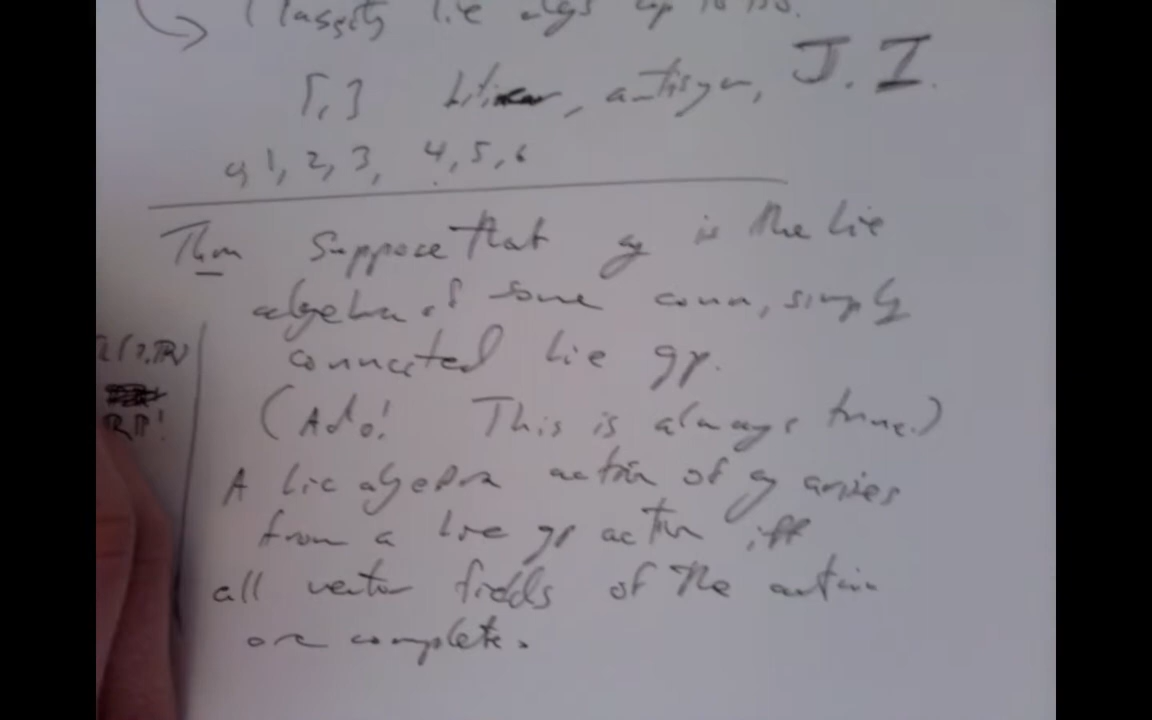 Classify Lie algs up to iso.
[,] bilinear, antisym, J.I.
g 1, 2, 3, 4, 5, 6
Thm Suppose that g is the Lie
algebra of some conn, simply
connected Lie gp.
(Ado! This is always true.)
A Lie algebra action of g arises
from a Lie gp action iff
all vector fields of the action
are complete.
RP'